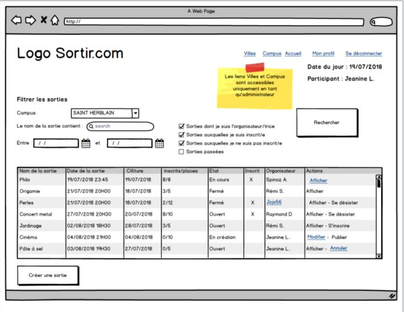 A Web Page
http://
Logo Sortir.com
Villes Campus Accueil Mon profil Se déconnecter
Date du jour : 19/07/2018
Participant : Jeanine L.
Les liens Villes et Campus
sont accessibles
uniquement en tant
qu'administrateur
Filtrer les sorties
Campus SAINT HERBLAIN
Le nom de la sortie contient : search
Entre / / et / /
Sorties dont je suis l'organisateur/trice
Sorties auxquelles je suis inscrit/e
Sorties auxquelles je ne suis pas inscrit/e
Sorties passées
Rechercher
Nom de la sortie Date de la sortie Clôture inscrits/places Etat Inscrit Organisateur Actions
Philo 19/07/2018 23:45 19/07/2018 8/8 En cours X Spinoz A. Afficher
Origamie 21/07/2018 20H00 18/07/2018 3/5 Fermé Rémi S. Afficher
Perles 21/07/2018 20H00 18/07/2018 2/12 Fermé X Jojo56 Afficher - Se désister
Concert metal 27/07/2018 20H30 20/07/2018 8/10 Ouvert X Raymond D Afficher - Se désister
Jardinage 02/08/2018 18H30 28/07/2018 3/5 Ouvert Rémi S. Afficher - S'inscrire
Cinéma 04/08/2018 21H00 04/08/2018 0/10 En création Jeanine L. Modifier - Publier
Pâte à sel 03/08/2018 20H30 28/07/2018 0/5 Ouvert Jeanine L. Afficher - Annuler
Créer une sortie